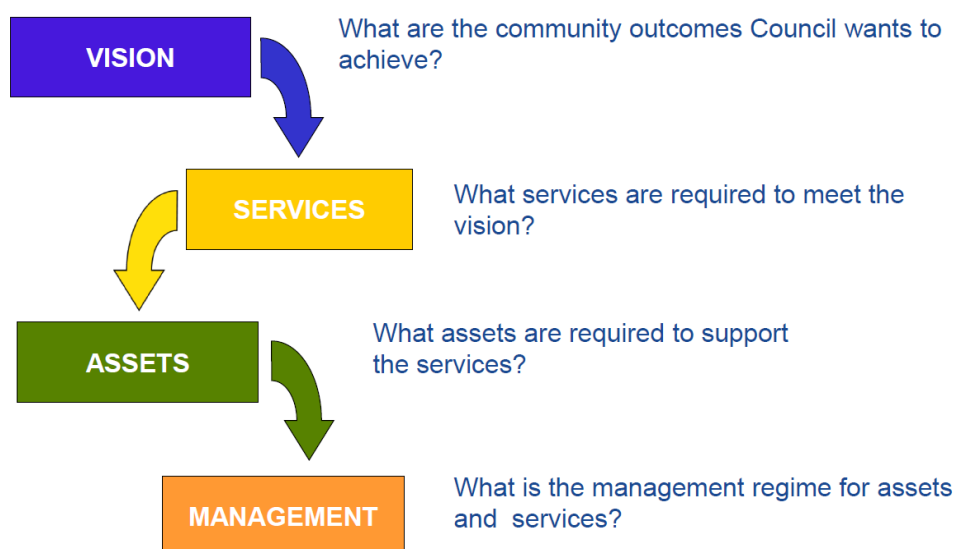 VISION
What are the community outcomes Council wants to
achieve?
SERVICES
What services are required to meet the
vision?
ASSETS
What assets are required to support
the services?
MANAGEMENT
What is the management regime for assets
and  services?